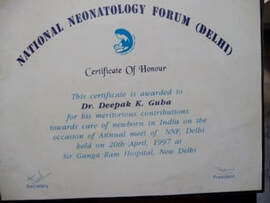 NATIONAL NEONATOLOGY FORUM (DELHI)
Certificate Of Honour
This certificate is awarded to
Dr. Deepak K. Guha
for his meritorious contributions
towards care of newborn in India on the
occasion of Annual meet of NNF, Delhi
held on 20th April, 1997 at
Sir Ganga Ram Hospital, New Delhi
Secretary
President